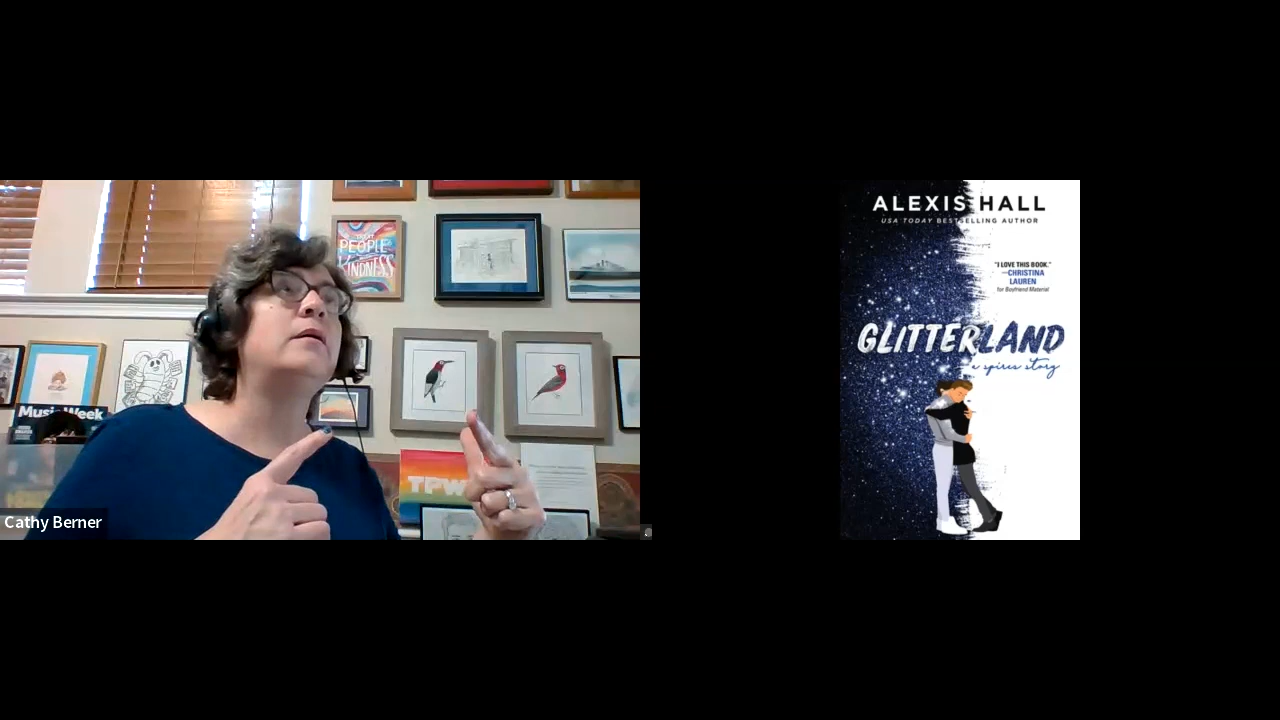 GREAT
PEOPLE
KINDNESS
Music Week
TPW
Cathy Berner
ALEXIS HALL
USA TODAY BESTSELLING AUTHOR
"I LOVE THIS BOOK."
—CHRISTINA
LAUREN
for Boyfriend Material
GLITTERLAND
a spires story